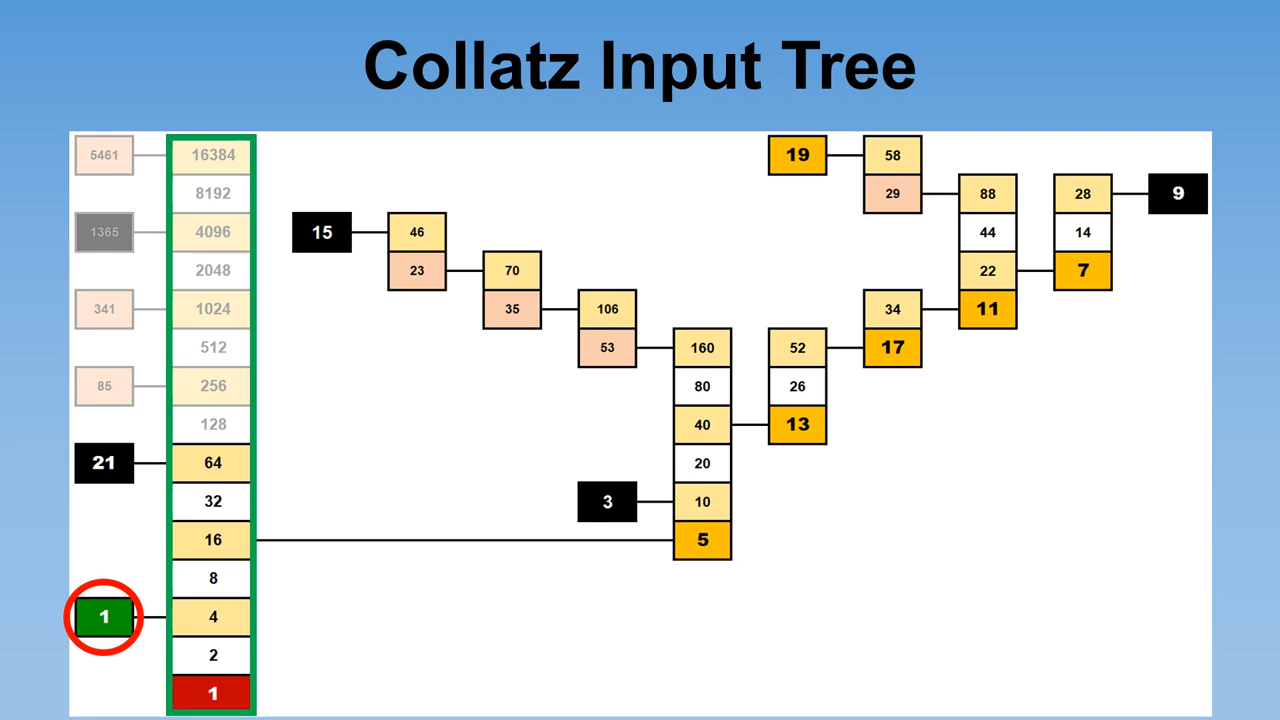 Collatz Input Tree
5461 16384 19 58
8192 29 88 28 9
1365 4096 15 46 44 14
2048 23 70 22 7
341 1024 35 106 34 11
512 53 160 52 17
85 256 80 26
128 40 13
21 64 20
32 3 10
16 5
8
1 4
2
1